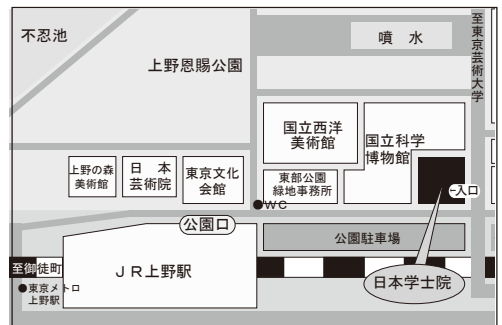 不忍池
噴 水
至東京芸術大学
上野恩賜公園
国立西洋
美術館
国立科学
博物館
上野の森
美術館
日 本
芸術院
東京文化
会館
東部公園
緑地事務所
入口
●WC
公園口
公園駐車場
至御徒町
JR上野駅
日本学士院
●東京メトロ
上野駅